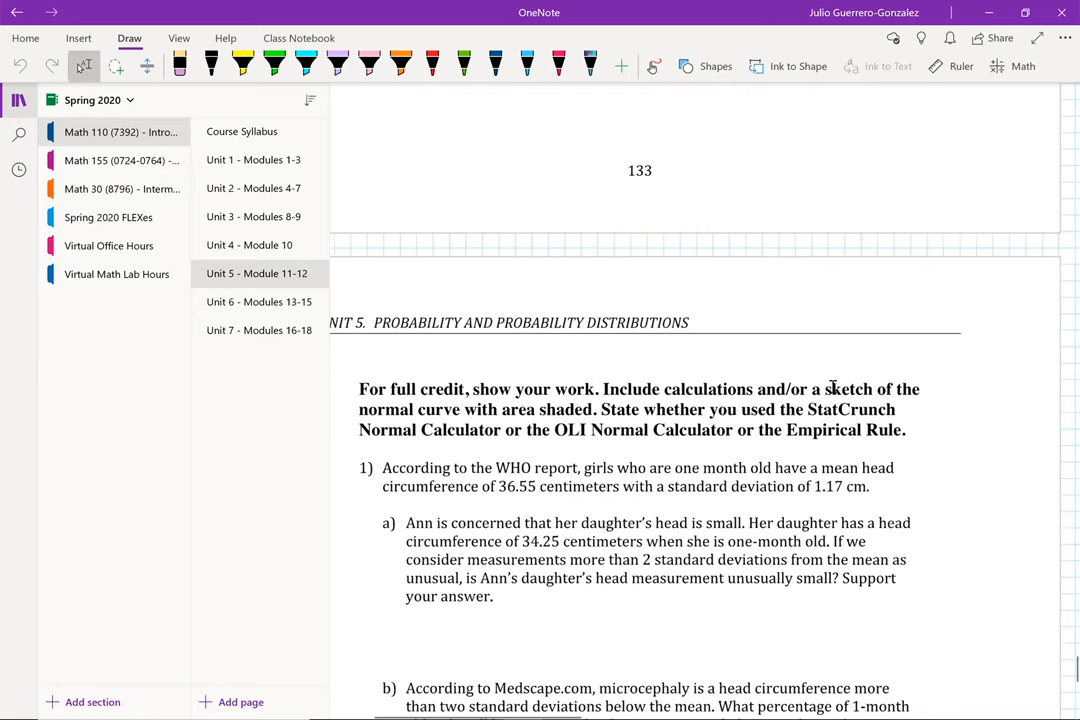 OneNote
Julio Guerrero-Gonzalez
Home Insert Draw View Help Class Notebook
Share
Shapes Ink to Shape Ink to Text Ruler Math
Spring 2020
Math 110 (7392) - Intro...
Math 155 (0724-0764) -...
Math 30 (8796) - Interm...
Spring 2020 FLEXes
Virtual Office Hours
Virtual Math Lab Hours
Course Syllabus
Unit 1 - Modules 1-3
Unit 2 - Modules 4-7
Unit 3 - Modules 8-9
Unit 4 - Module 10
Unit 5 - Module 11-12
Unit 6 - Modules 13-15
Unit 7 - Modules 16-18
Add section
Add page
133
NIT 5. PROBABILITY AND PROBABILITY DISTRIBUTIONS
For full credit, show your work. Include calculations and/or a sketch of the
normal curve with area shaded. State whether you used the StatCrunch
Normal Calculator or the OLI Normal Calculator or the Empirical Rule.
1) According to the WHO report, girls who are one month old have a mean head
circumference of 36.55 centimeters with a standard deviation of 1.17 cm.
a) Ann is concerned that her daughter's head is small. Her daughter has a head
circumference of 34.25 centimeters when she is one-month old. If we
consider measurements more than 2 standard deviations from the mean as
unusual, is Ann's daughter's head measurement unusually small? Support
your answer.
b) According to Medscape.com, microcephaly is a head circumference more
than two standard deviations below the mean. What percentage of 1-month